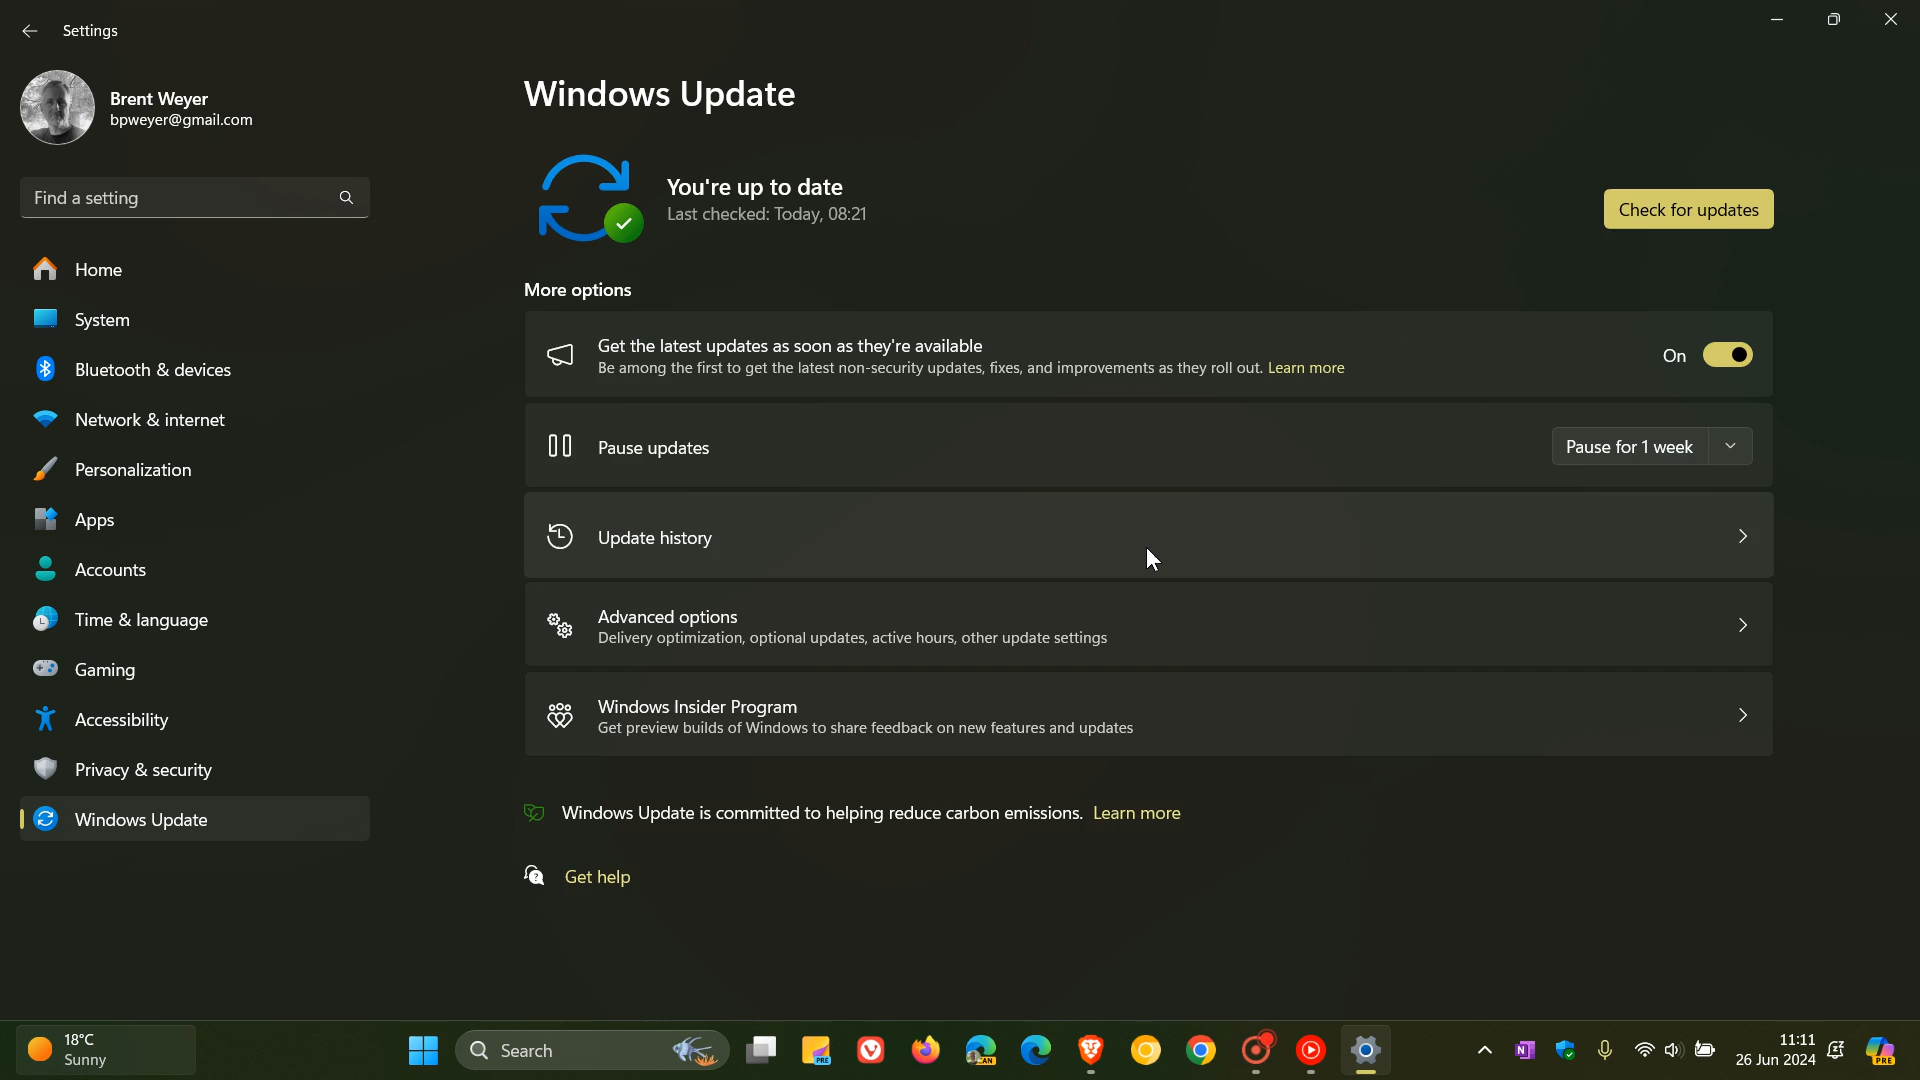 Settings
Brent Weyer
bpweyer@gmail.com
Find a setting
Home
System
Bluetooth & devices
Network & internet
Personalization
Apps
Accounts
Time & language
Gaming
Accessibility
Privacy & security
Windows Update
Windows Update
You're up to date
Last checked: Today, 08:21
Check for updates
More options
Get the latest updates as soon as they're available
Be among the first to get the latest non-security updates, fixes, and improvements as they roll out. Learn more
On
Pause updates
Pause for 1 week
Update history
Advanced options
Delivery optimization, optional updates, active hours, other update settings
Windows Insider Program
Get preview builds of Windows to share feedback on new features and updates
Windows Update is committed to helping reduce carbon emissions. Learn more
Get help
18°C
Sunny
Search
PRE
CAN
N
11:11
26 Jun 2024
PRE